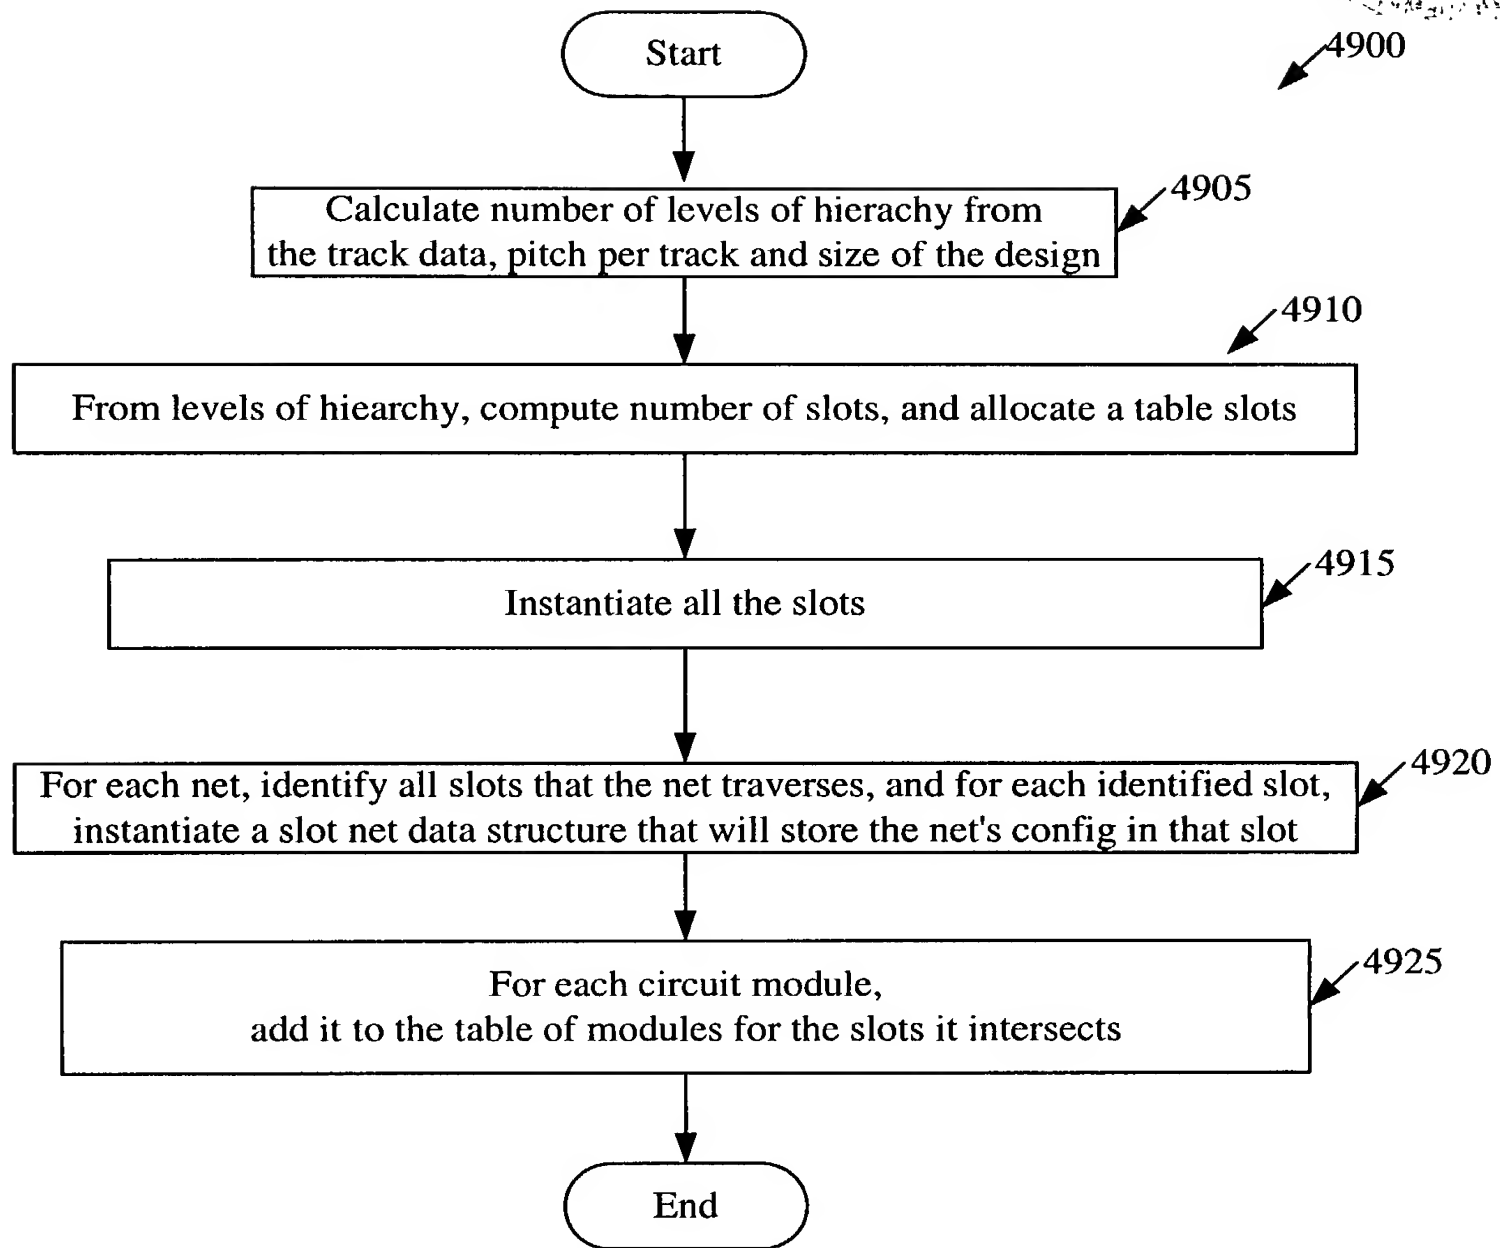 Start
4900
4905
Calculate number of levels of hierachy from
the track data, pitch per track and size of the design
4910
From levels of hiearchy, compute number of slots, and allocate a table slots
4915
Instantiate all the slots
4920
For each net, identify all slots that the net traverses, and for each identified slot,
instantiate a slot net data structure that will store the net's config in that slot
4925
For each circuit module,
add it to the table of modules for the slots it intersects
End